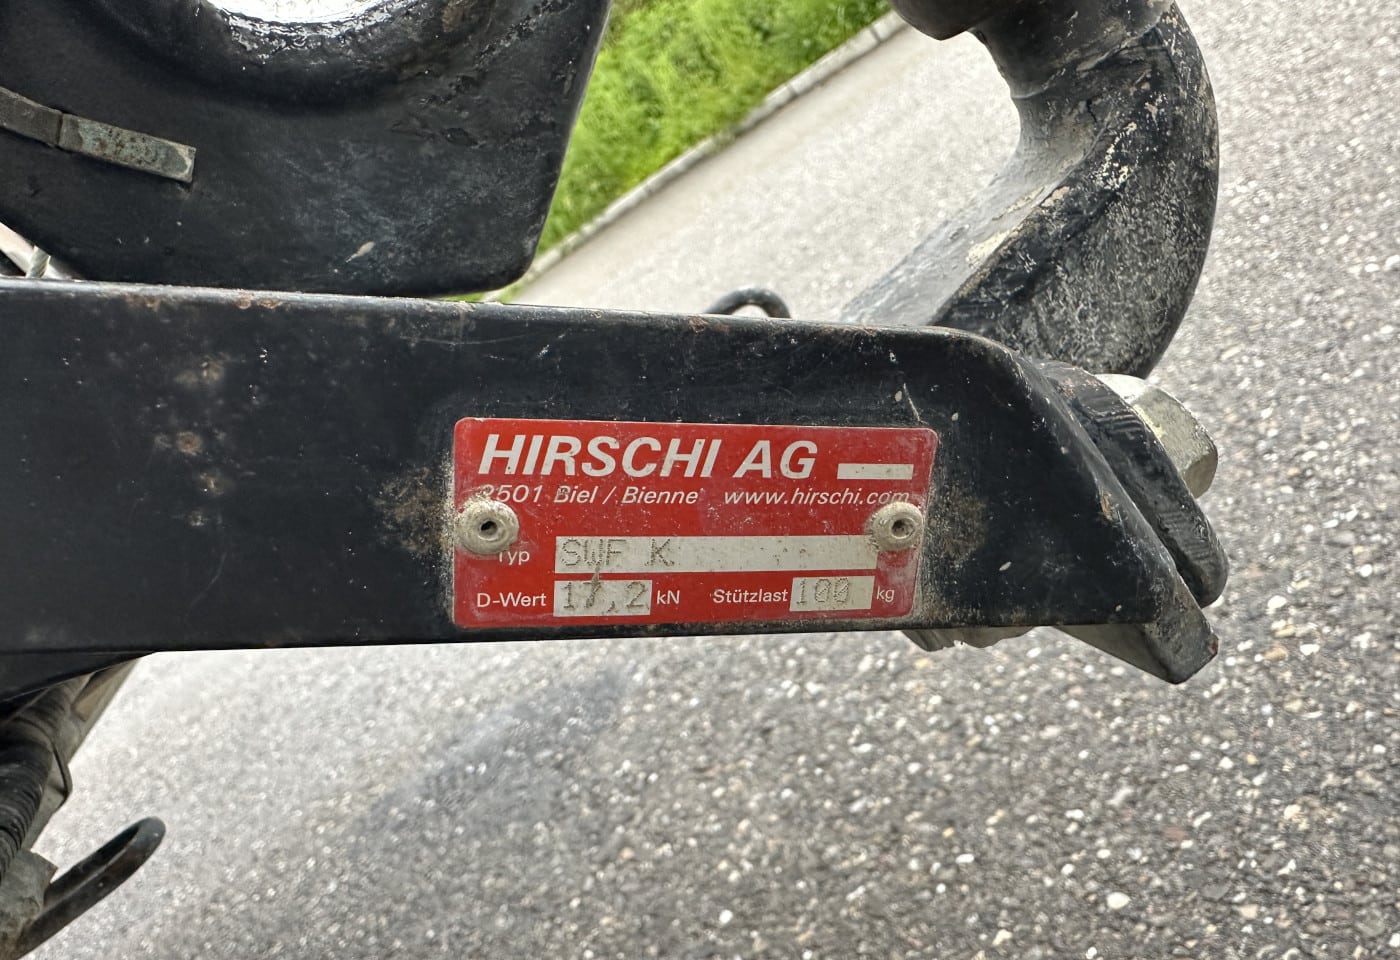 HIRSCHI AG
2501 Biel / Bienne www.hirschi.com
Typ SWF K
D-Wert 17,2 kN Stützlast 100 kg